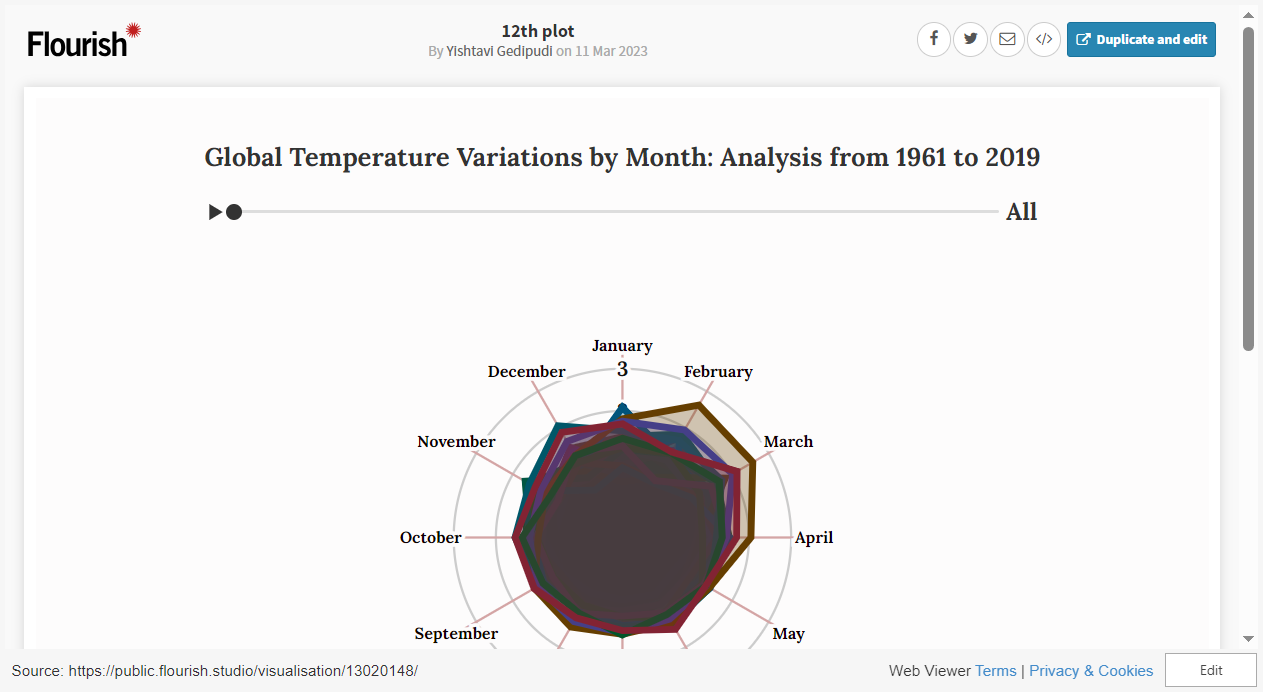 Flourish
12th plot
By Yishtavi Gedipudi on 11 Mar 2023
</>
Duplicate and edit
Global Temperature Variations by Month: Analysis from 1961 to 2019
All
January
3
December
February
November
March
October
April
September
May
Source: https://public.flourish.studio/visualisation/13020148/
Web Viewer Terms | Privacy & Cookies
Edit